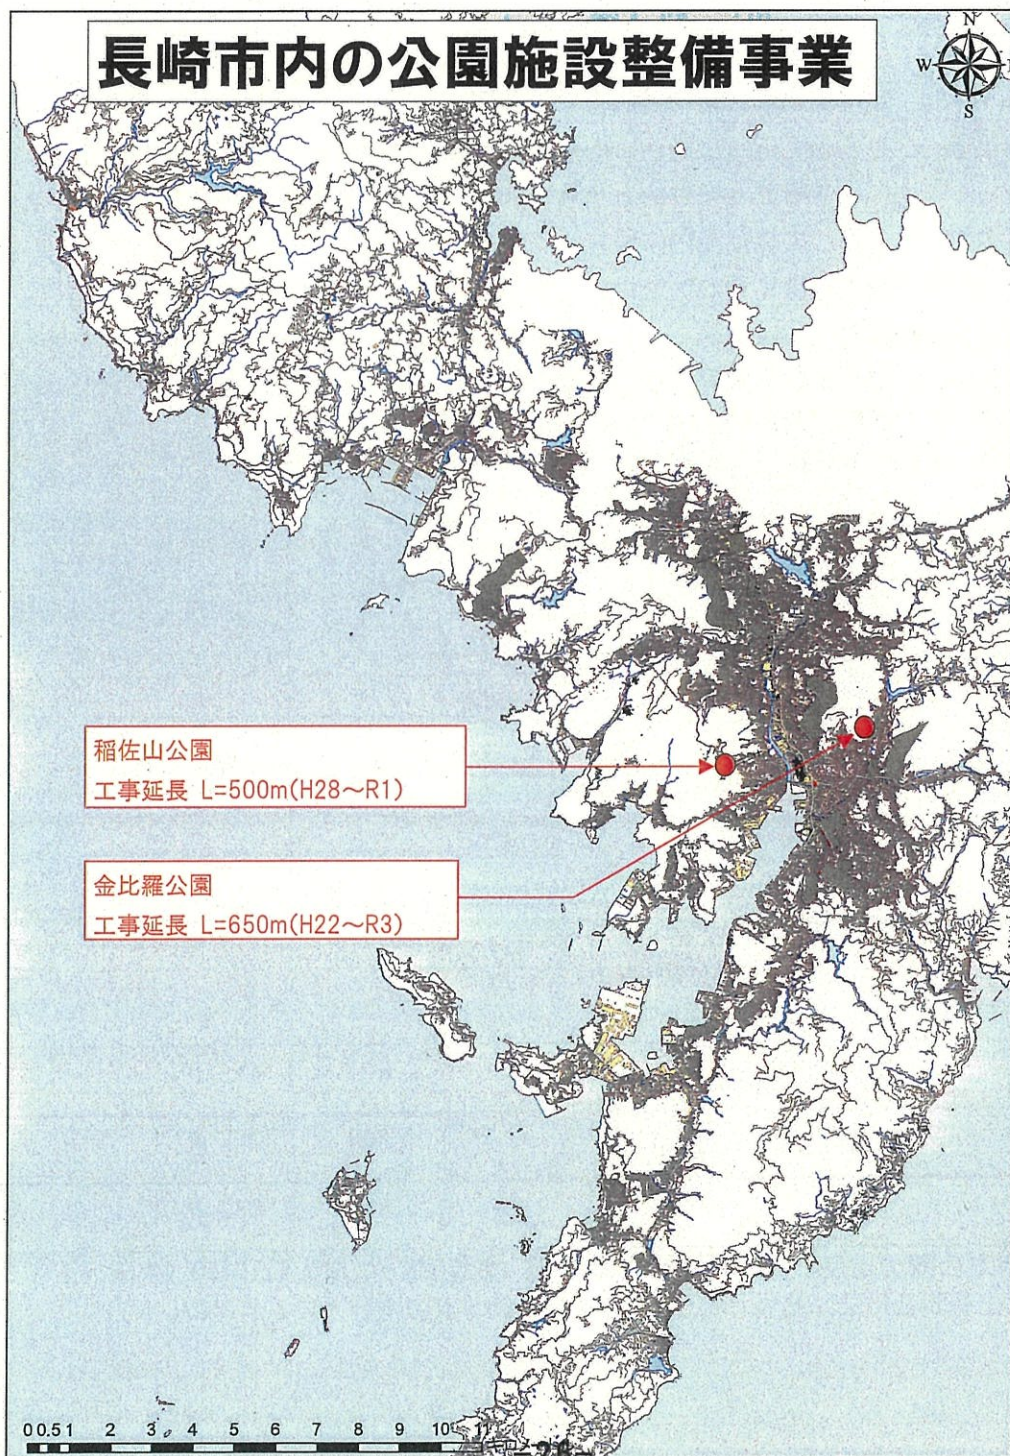 長崎市内の公園施設整備事業
N
W
S
稲佐山公園
工事延長 L=500m(H28～R1)
金比羅公園
工事延長 L=650m(H22～R3)
0 0.5 1 2 3 4 5 6 7 8 9 10 11